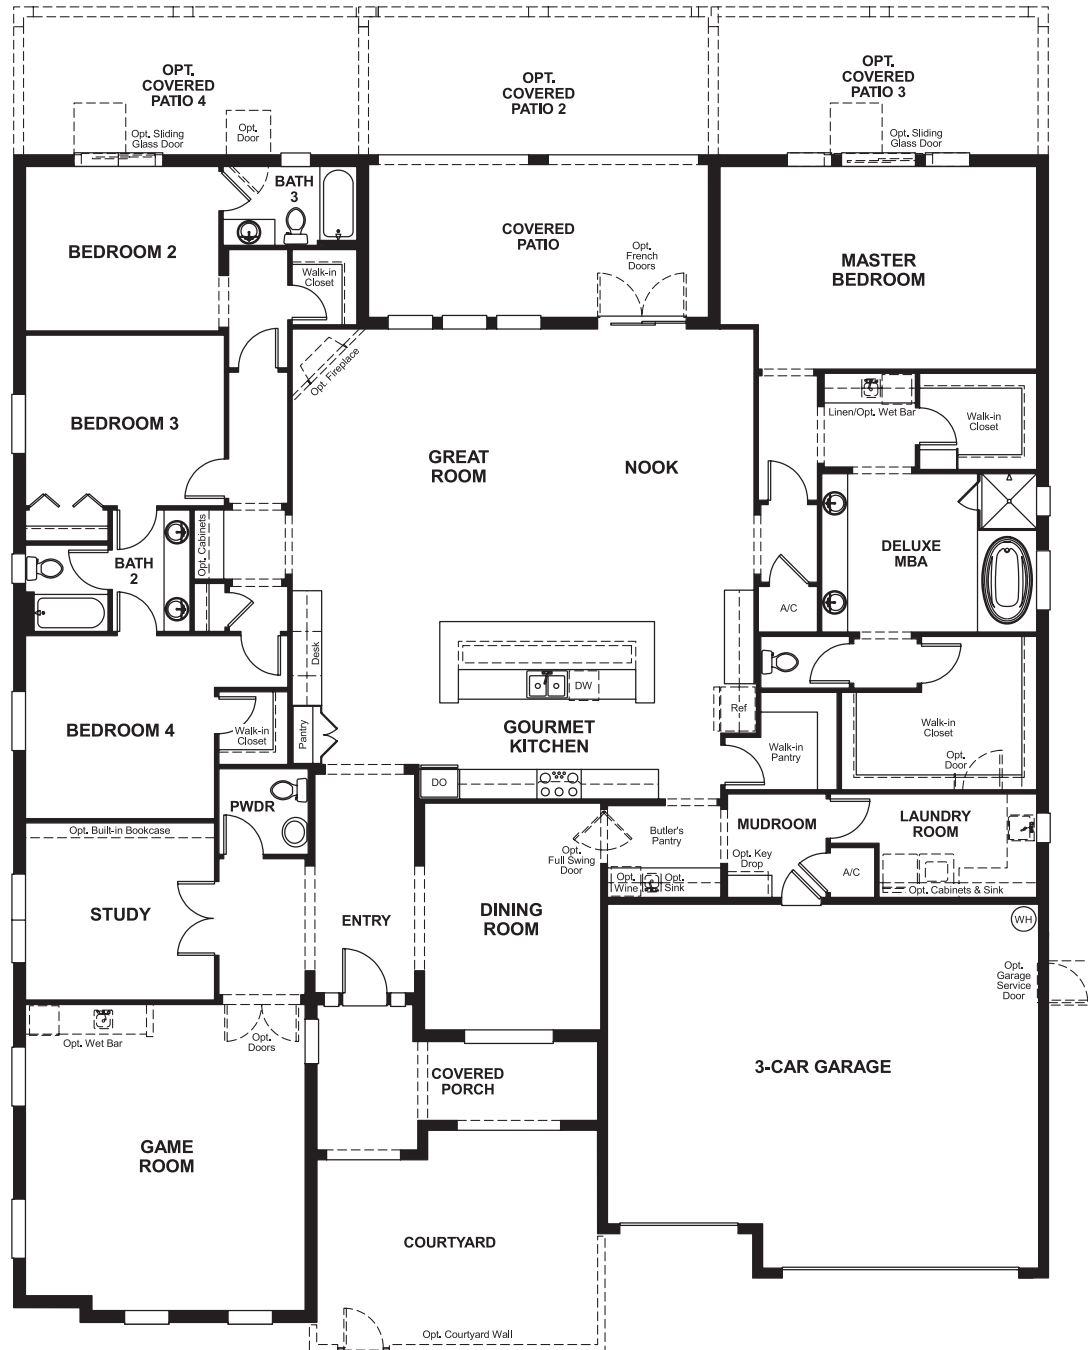 OPT.
COVERED
PATIO 4
OPT.
COVERED
PATIO 2
OPT.
COVERED
PATIO 3
Opt. Sliding
Glass Door
Opt.
Door
Opt. Sliding
Glass Door
BATH
3
BEDROOM 2
COVERED
PATIO
Opt.
French
Doors
MASTER
BEDROOM
Walk-in
Closet
Opt. Fireplace
BEDROOM 3
GREAT
ROOM
NOOK
Linen/Opt. Wet Bar
Walk-in
Closet
Opt. Cabinets
BATH
2
DELUXE
MBA
A/C
Desk
DW
Ref
BEDROOM 4
Walk-in
Closet
Pantry
GOURMET
KITCHEN
Walk-in
Pantry
Walk-in
Closet
Opt.
Door
DO
PWDR
Opt. Built-in Bookcase
Opt.
Full Swing
Door
Butler's
Pantry
MUDROOM
LAUNDRY
ROOM
Opt. Key
Drop
A/C
Opt.
Wine
Opt.
Sink
Opt. Cabinets & Sink
STUDY
ENTRY
DINING
ROOM
WH
Opt.
Garage
Service
Door
Opt. Wet Bar
Opt.
Doors
COVERED
PORCH
3-CAR GARAGE
GAME
ROOM
COURTYARD
Opt. Courtyard Wall